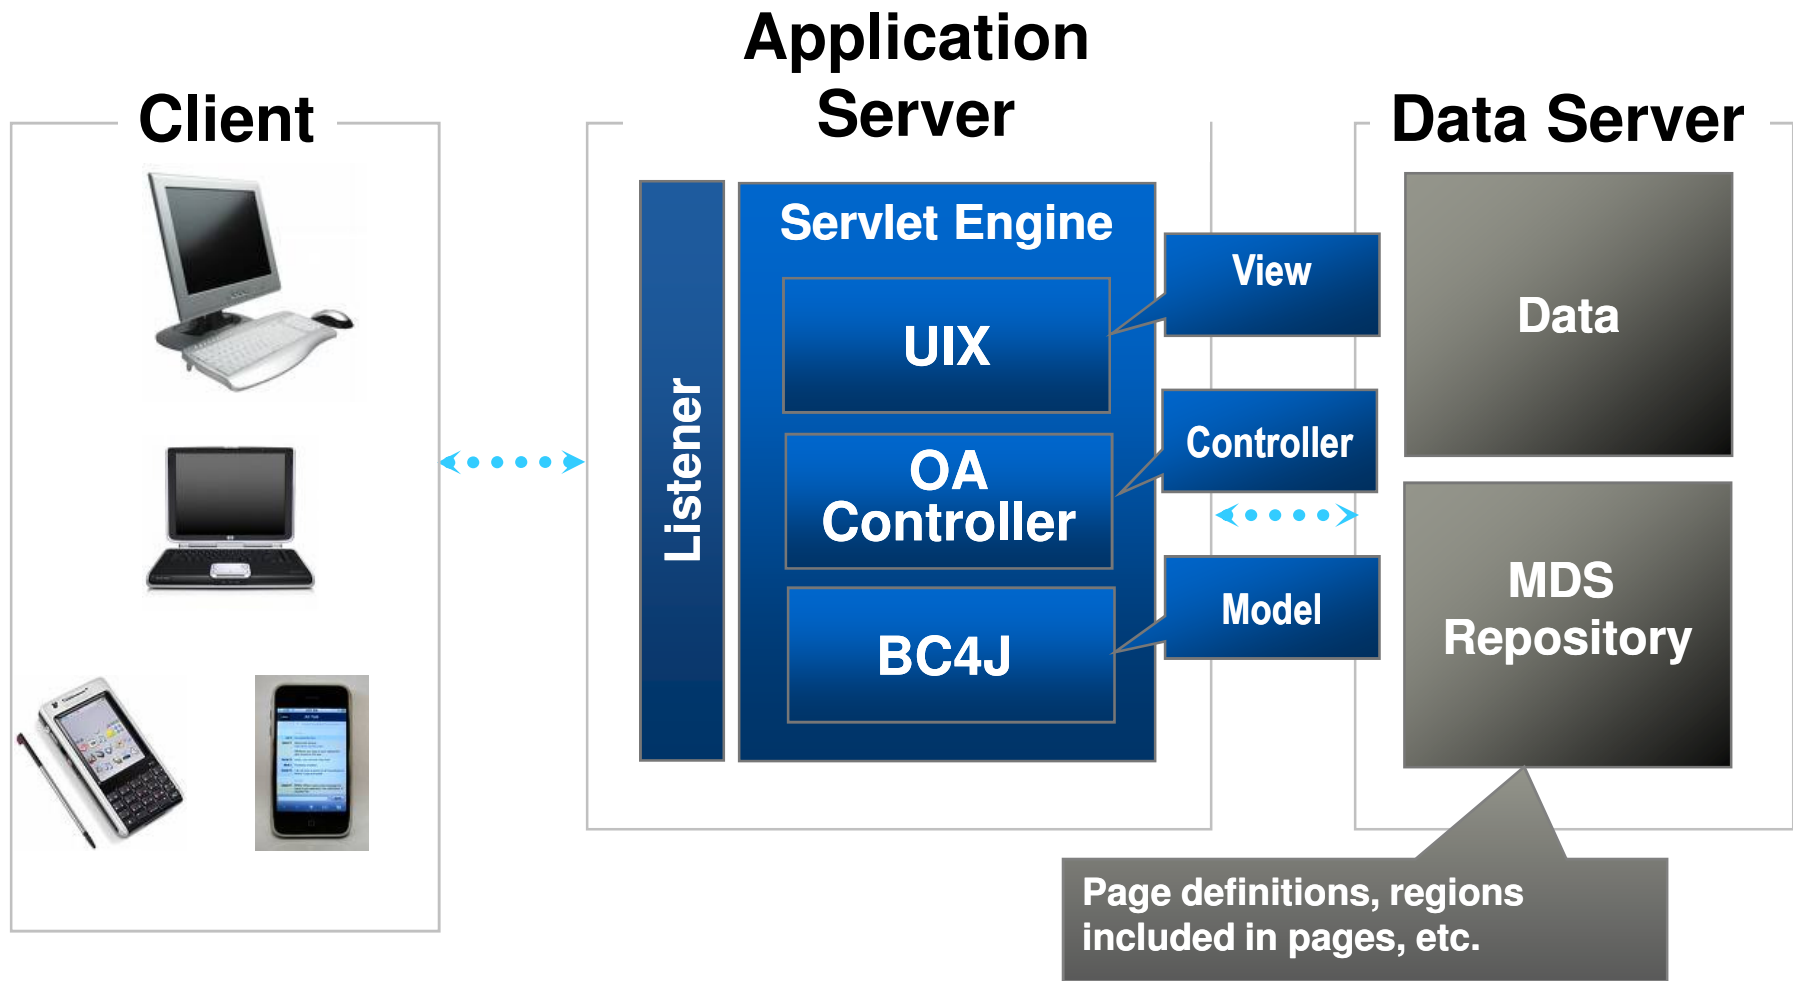 Application
Server
Client
Data Server
Servlet Engine
View
Data
UIX
Listener
OA
Controller
Controller
MDS
Repository
Model
BC4J
Page definitions, regions
included in pages, etc.